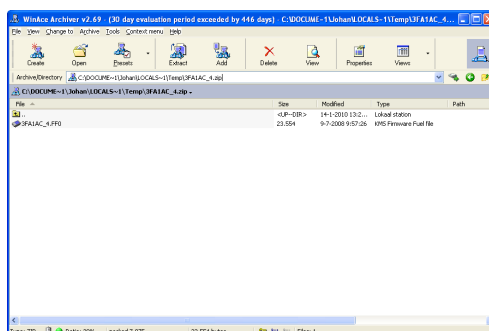 WinAce Archiver v2.69 - (30 day evaluation period exceeded by 446 days) - C:\DOCUME~1\Johan\LOCALS~1\Temp\3FA1AC_4....
File View Change to Archive Tools Context menu Help
Create Open Presets Extract Add Delete View Properties Views
Archive/Directory C:\DOCUME~1\Johan\LOCALS~1\Temp\3FA1AC_4.zip
C:\DOCUME~1\Johan\LOCALS~1\Temp\3FA1AC_4.zip -
File Size Modified Type Path
.. <UP--DIR> 14-1-2010 13:2... Lokaal station
3FA1AC_4.FF0 23.554 9-7-2008 9:57:26 KMS Firmware Fuel file